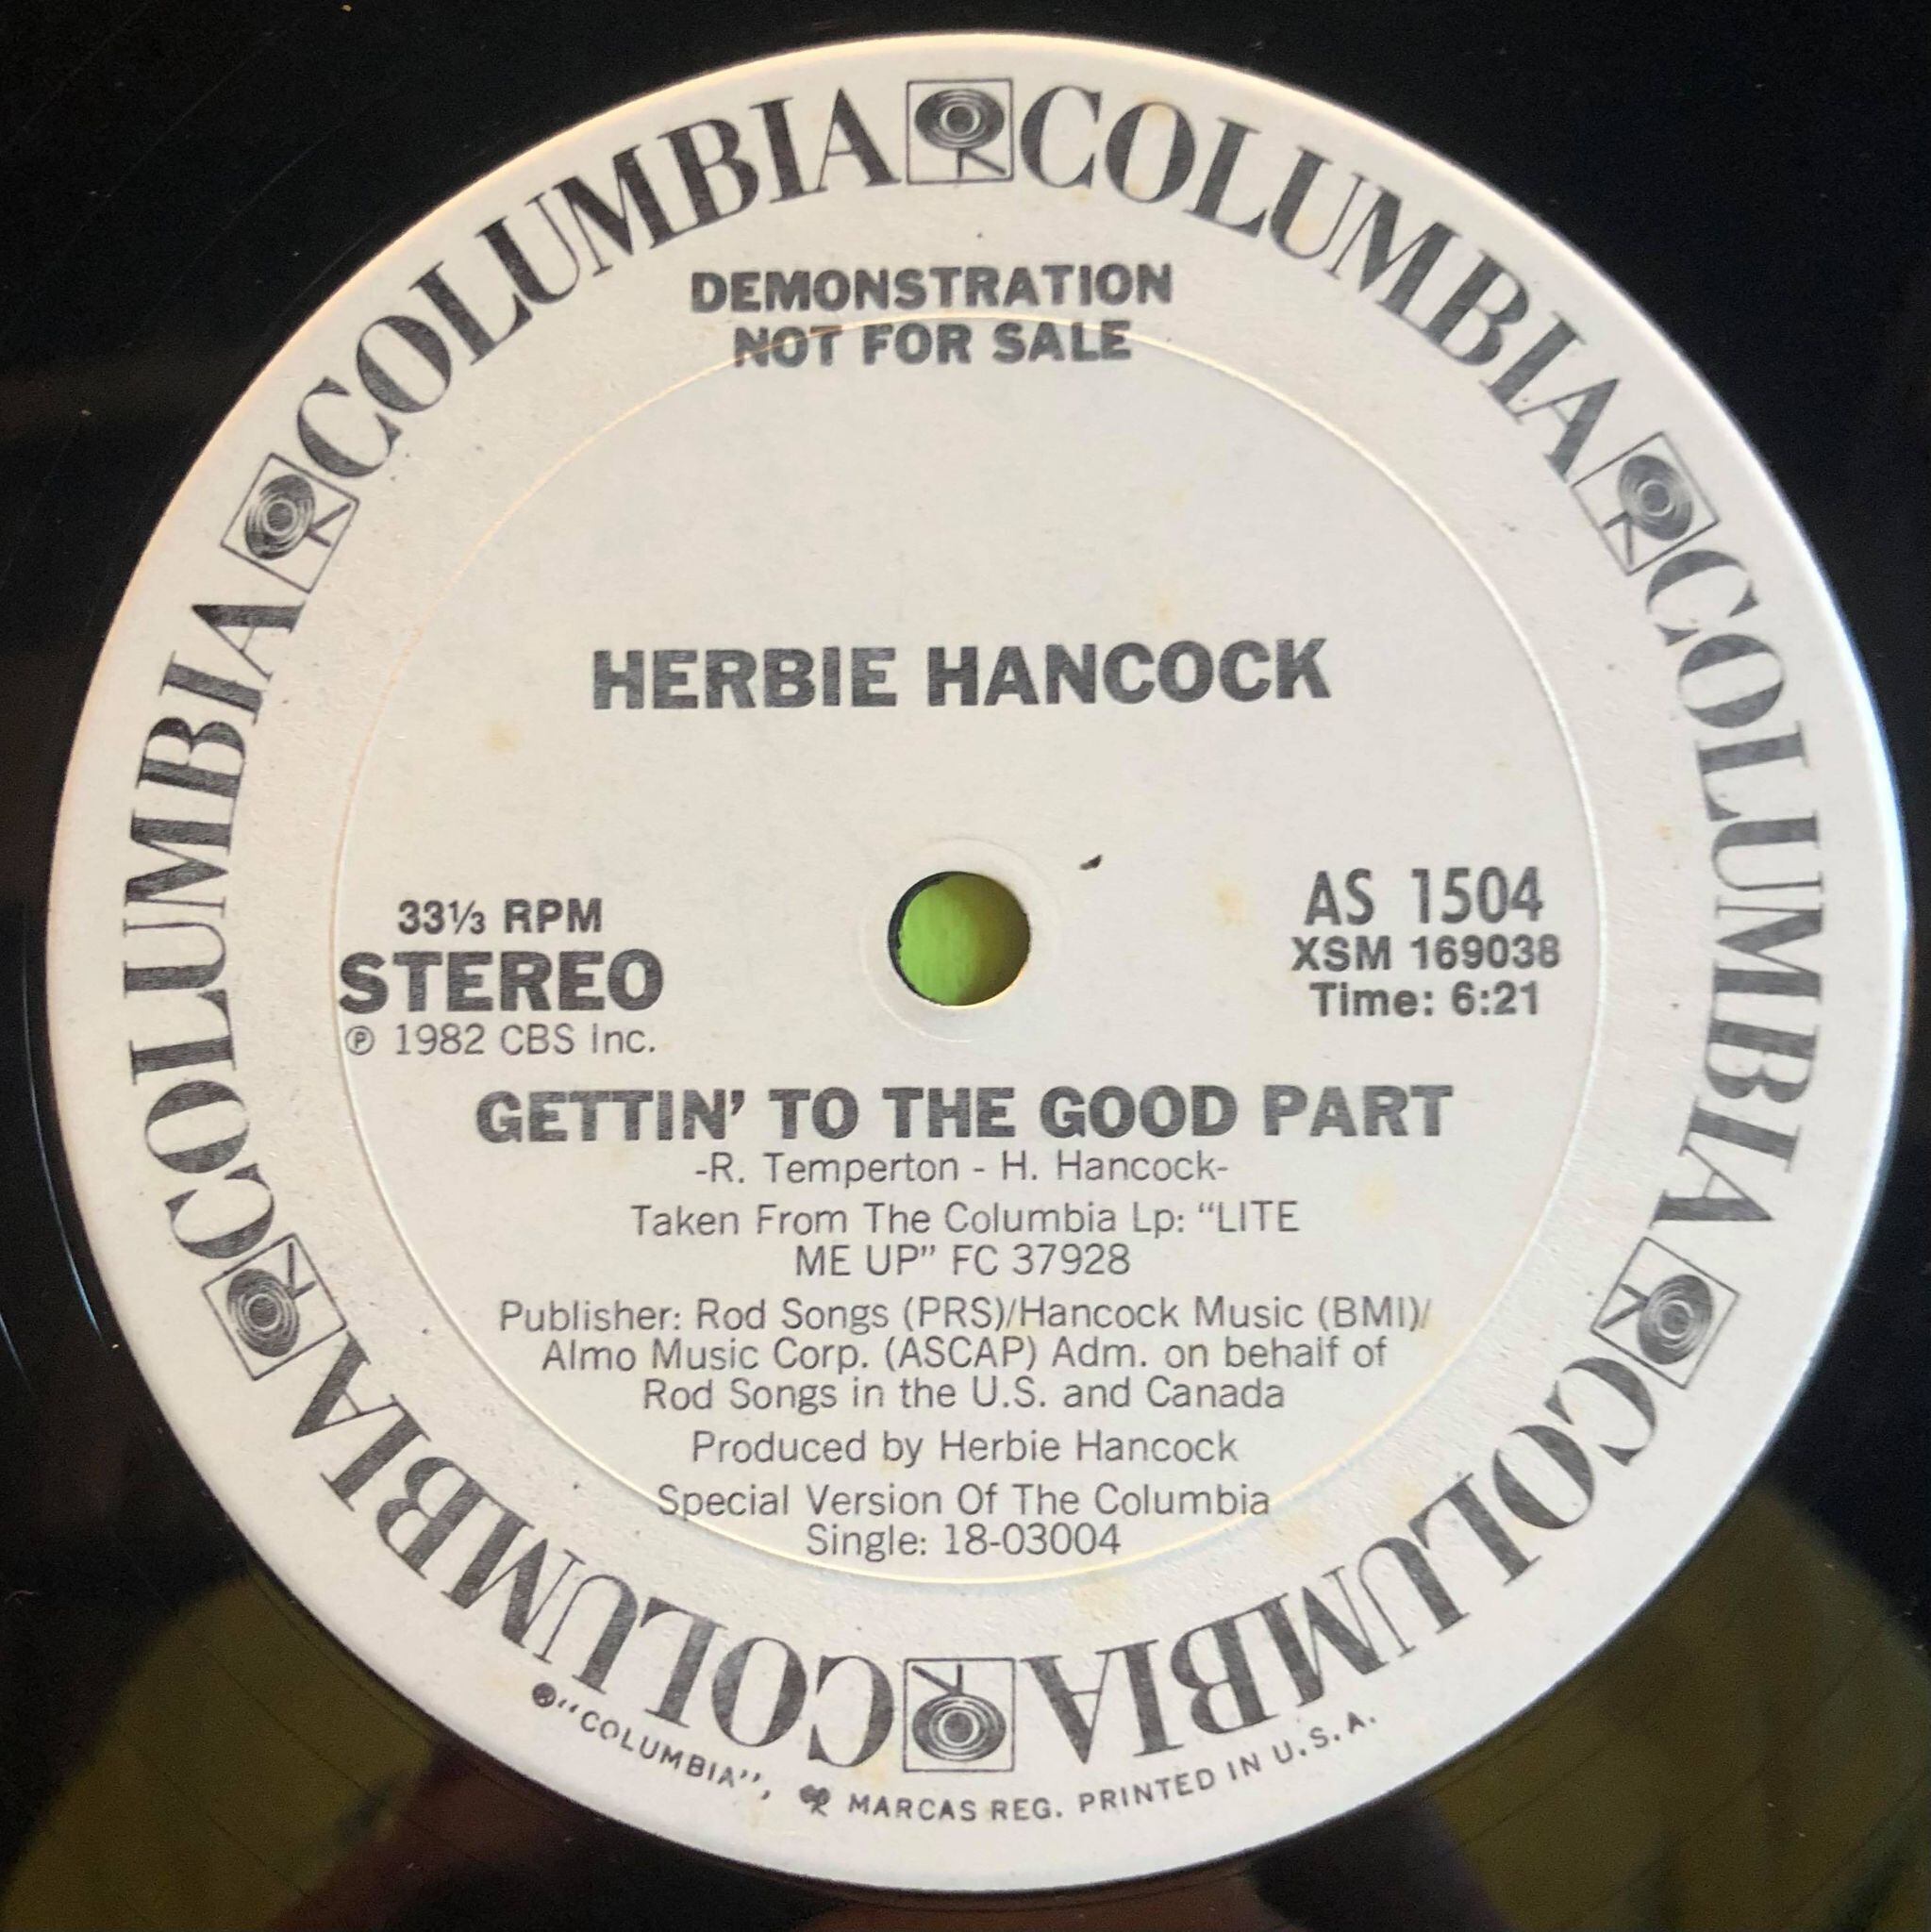 COLUMBIA COLUMBIA COLUMBIA COLUMBIA COLUMBIA COLUMBIA
DEMONSTRATION
NOT FOR SALE
HERBIE HANCOCK
33⅓ RPM
STEREO
℗ 1982 CBS Inc.
AS 1504
XSM 169038
Time: 6:21
GETTIN' TO THE GOOD PART
-R. Temperton - H. Hancock-
Taken From The Columbia Lp: "LITE
ME UP" FC 37928
Publisher: Rod Songs (PRS)/Hancock Music (BMI)/
Almo Music Corp. (ASCAP) Adm. on behalf of
Rod Songs in the U.S. and Canada
Produced by Herbie Hancock
Special Version Of The Columbia
Single: 18-03004
®"COLUMBIA", MARCAS REG. PRINTED IN U.S.A.